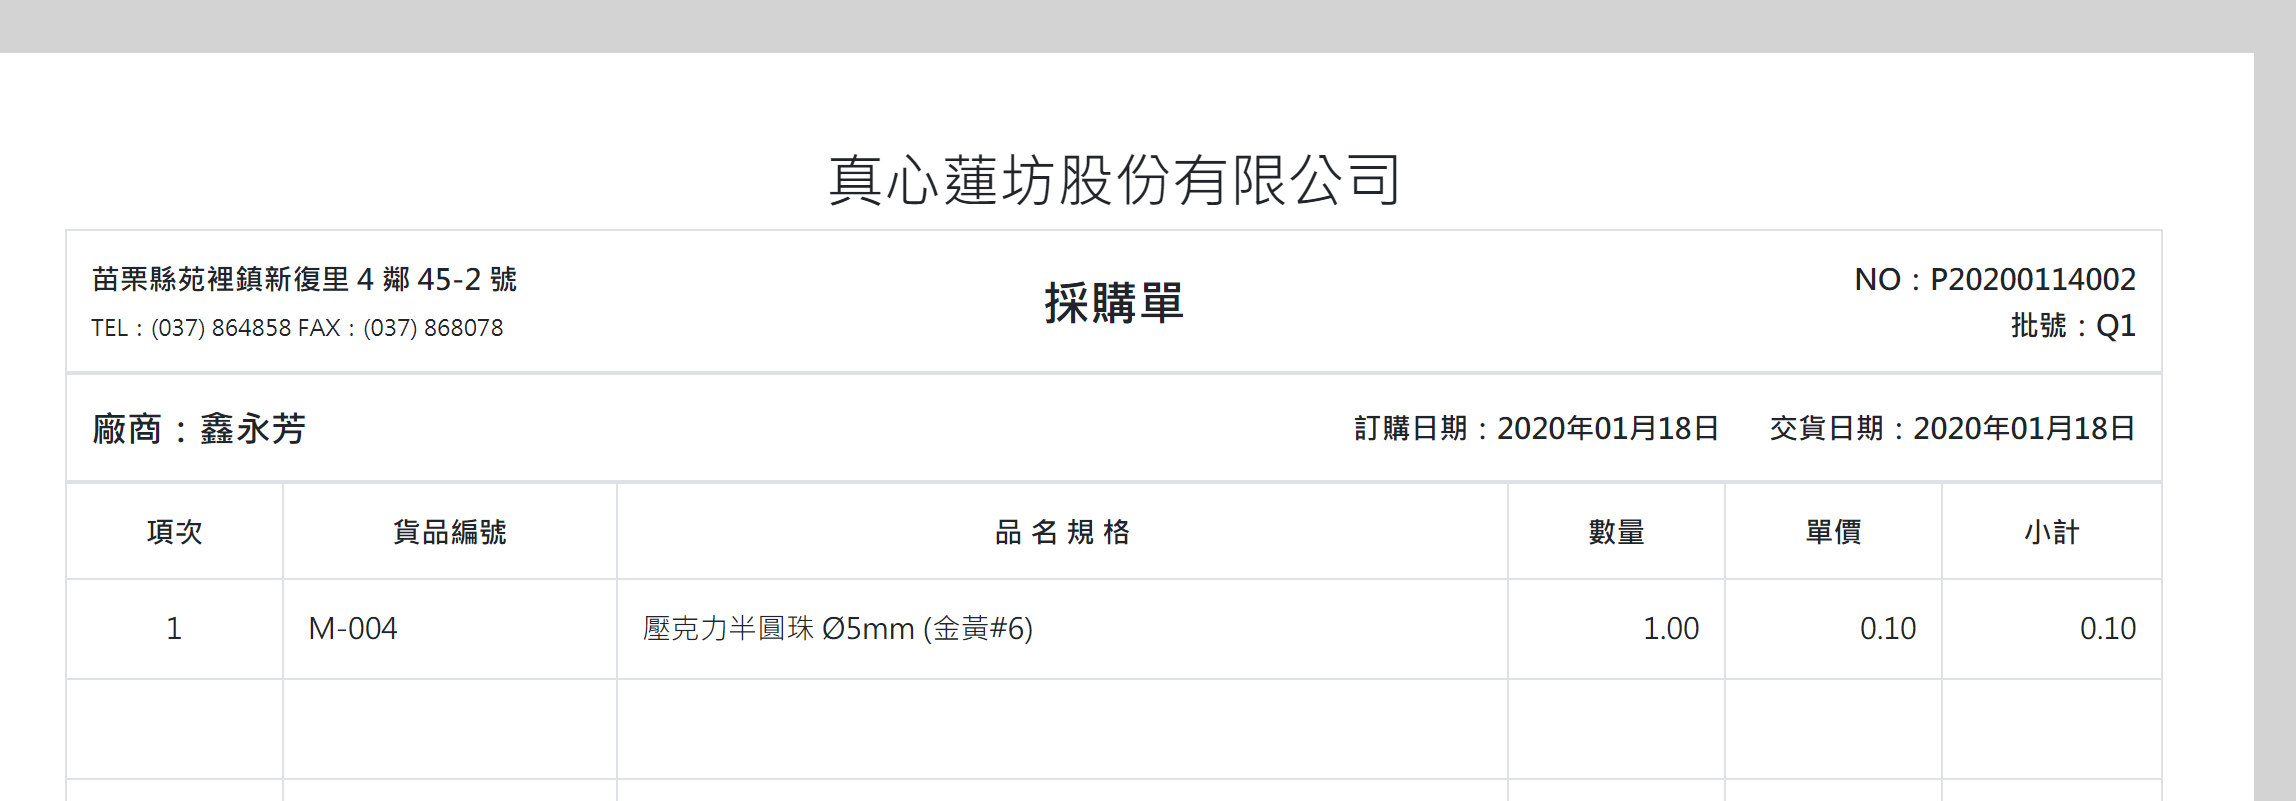 真心蓮坊股份有限公司
苗栗縣苑裡鎮新復里 4 鄰 45-2 號
TEL：(037) 864858 FAX：(037) 868078
採購單
NO：P20200114002
批號：Q1
廠商：鑫永芳
訂購日期：2020年01月18日 交貨日期：2020年01月18日
項次 貨品編號 品 名 規 格 數量 單價 小計
1 M-004 壓克力半圓珠 Ø5mm (金黃#6) 1.00 0.10 0.10